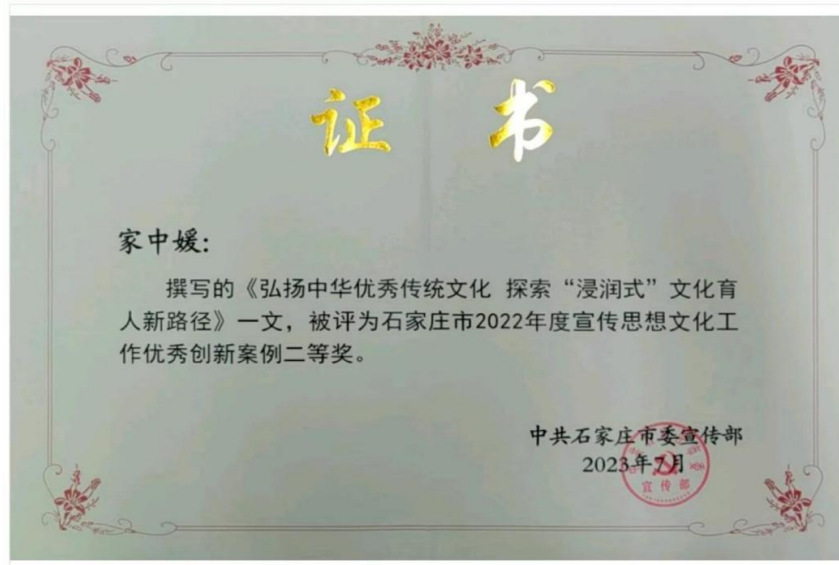 证书
家中媛：
撰写的《弘扬中华优秀传统文化 探索“浸润式”文化育
人新路径》一文，被评为石家庄市2022年度宣传思想文化工
作优秀创新案例二等奖。
中共石家庄市委宣传部
2023年7月
宣传部